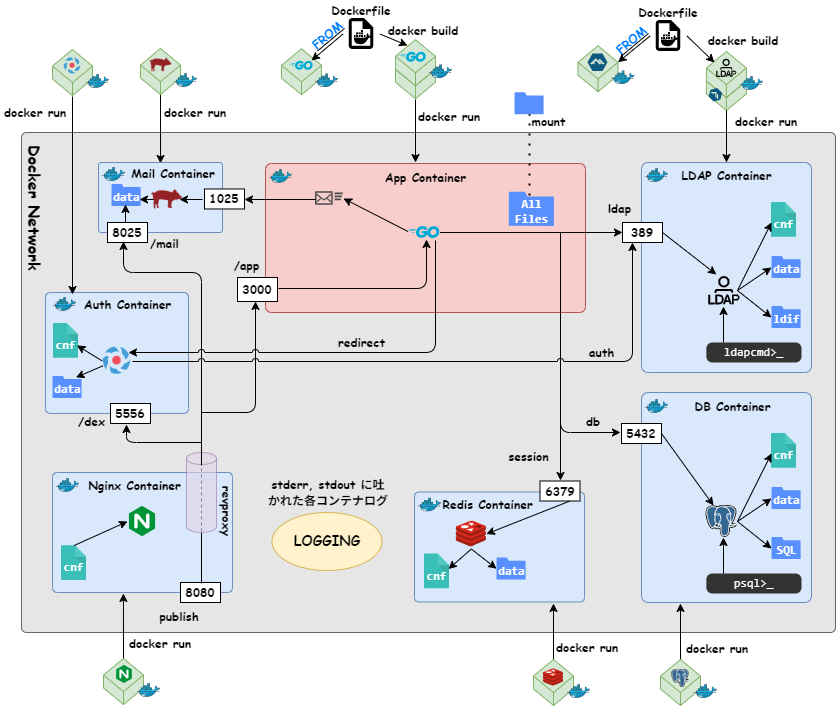 Dockerfile
FROM
docker build
GO
GO
Dockerfile
FROM
docker build
LDAP
docker run
docker run
docker run
docker run
mount
Docker Network
Mail Container
data
1025
8025
/mail
App Container
All
Files
GO
/app
3000
ldap
389
LDAP Container
cnf
data
ldif
LDAP
ldapcmd>_
Auth Container
cnf
data
redirect
auth
/dex
5556
DB Container
db
5432
cnf
data
SQL
psql>_
session
6379
Nginx Container
cnf
revproxy
8080
publish
stderr, stdout に吐
かれた各コンテナログ
LOGGING
Redis Container
cnf
data
docker run
docker run
docker run